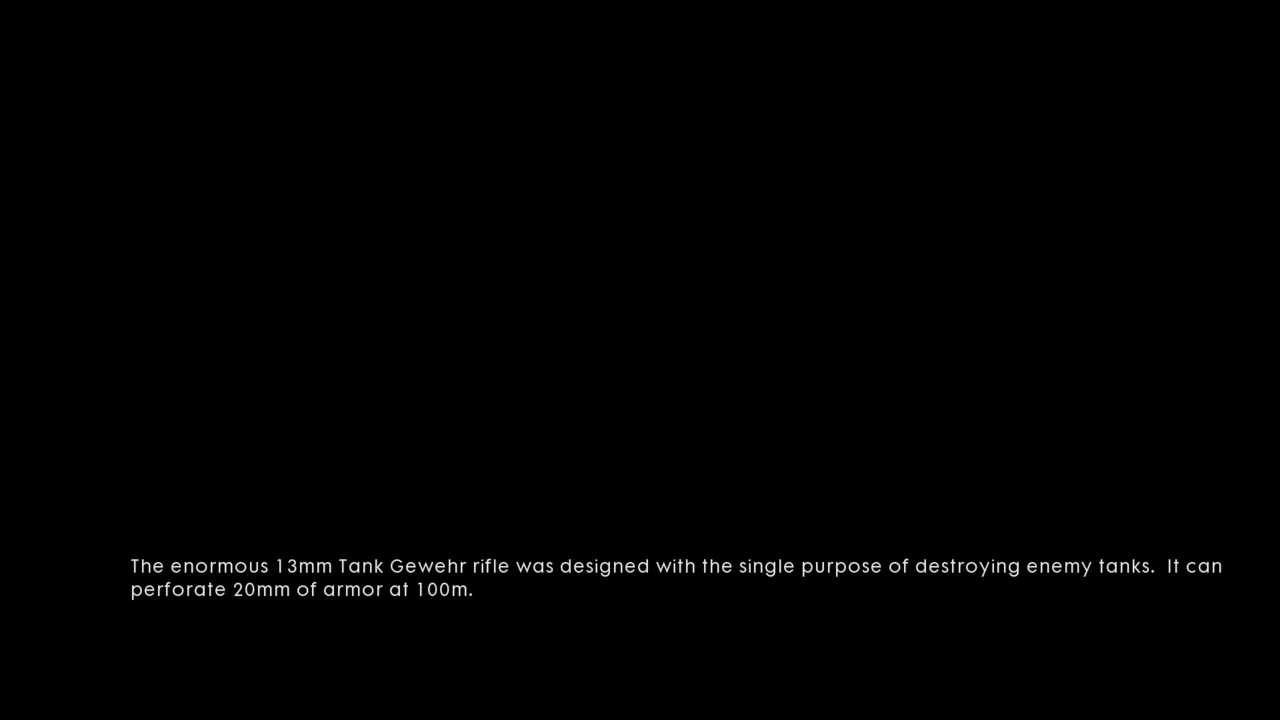 The enormous 13mm Tank Gewehr rifle was designed with the single purpose of destroying enemy tanks.  It can
perforate 20mm of armor at 100m.